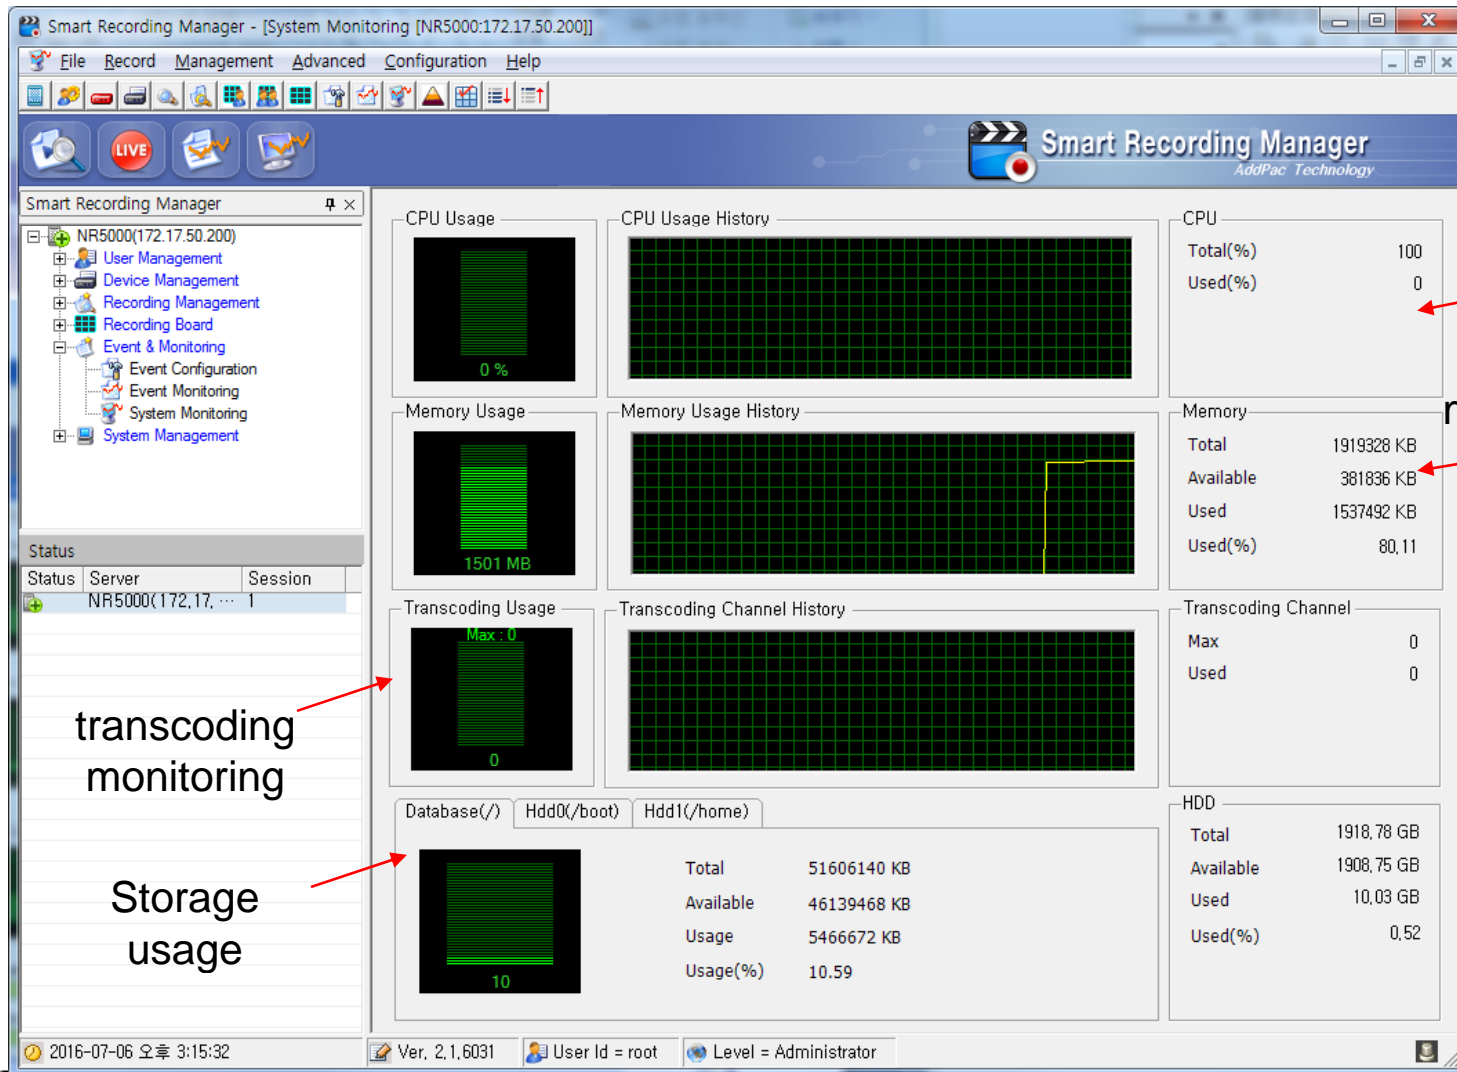 Smart Recording Manager - [System Monitoring [NR5000:172.17.50.200]]
File Record Management Advanced Configuration Help
LIVE
Smart Recording Manager
AddPac Technology
Smart Recording Manager
NR5000(172.17.50.200)
User Management
Device Management
Recording Management
Recording Board
Event & Monitoring
Event Configuration
Event Monitoring
System Monitoring
System Management
Status
Status Server Session
NR5000(172,17, ··· 1
transcoding
monitoring
Storage
usage
CPU Usage
0 %
CPU Usage History
CPU
Total(%) 100
Used(%) 0
Memory Usage
1501 MB
Memory Usage History
Memory
Total 1919328 KB
Available 381836 KB
Used 1537492 KB
Used(%) 80,11
Transcoding Usage
Max : 0
0
Transcoding Channel History
Transcoding Channel
Max 0
Used 0
Database(/) Hdd0(/boot) Hdd1(/home)
10
Total 51606140 KB
Available 46139468 KB
Usage 5466672 KB
Usage(%) 10.59
HDD
Total 1918,78 GB
Available 1908,75 GB
Used 10,03 GB
Used(%) 0,52
2016-07-06 오후 3:15:32
Ver, 2,1,6031
User Id = root
Level = Administrator